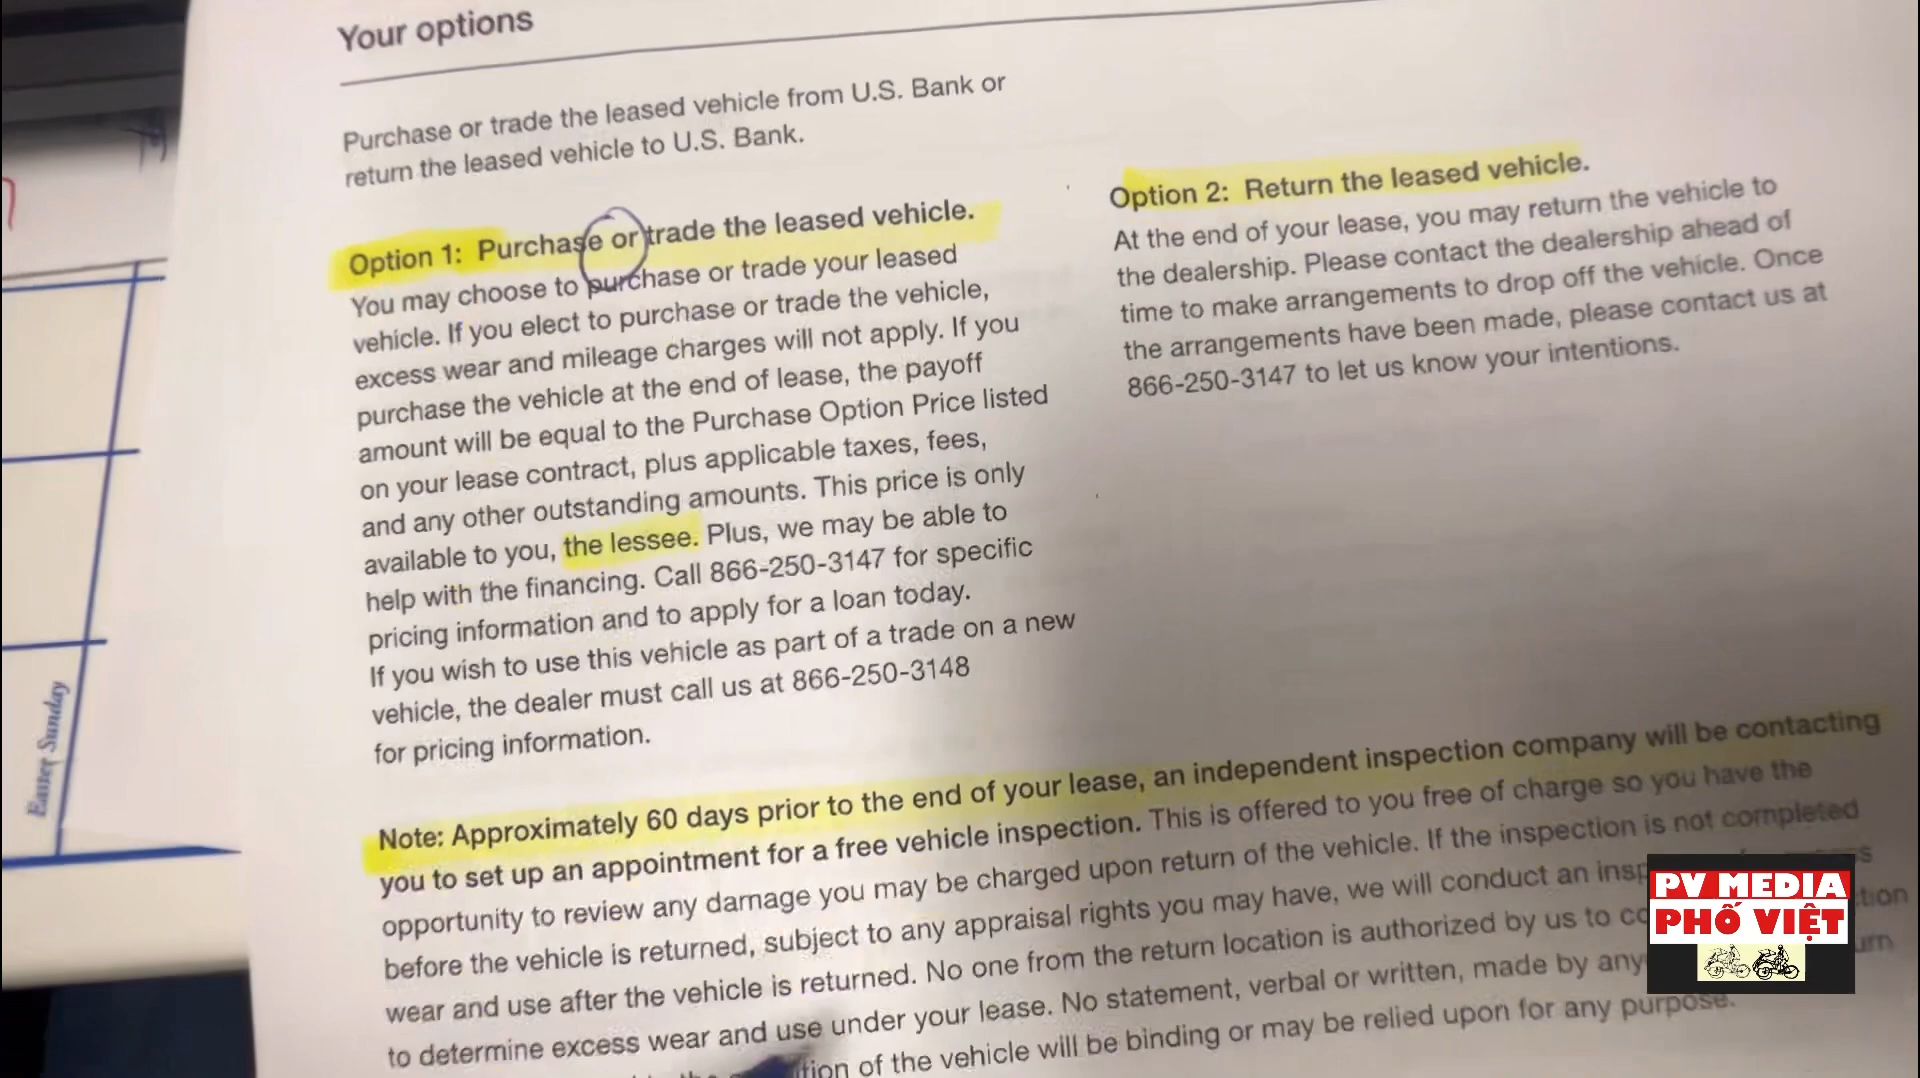 Your options
Purchase or trade the leased vehicle from U.S. Bank or
return the leased vehicle to U.S. Bank.
Option 1: Purchase or trade the leased vehicle.
You may choose to purchase or trade your leased
vehicle. If you elect to purchase or trade the vehicle,
excess wear and mileage charges will not apply. If you
purchase the vehicle at the end of lease, the payoff
amount will be equal to the Purchase Option Price listed
on your lease contract, plus applicable taxes, fees,
and any other outstanding amounts. This price is only
available to you, the lessee. Plus, we may be able to
help with the financing. Call 866-250-3147 for specific
pricing information and to apply for a loan today.
If you wish to use this vehicle as part of a trade on a new
vehicle, the dealer must call us at 866-250-3148
for pricing information.
Option 2: Return the leased vehicle.
At the end of your lease, you may return the vehicle to
the dealership. Please contact the dealership ahead of
time to make arrangements to drop off the vehicle. Once
the arrangements have been made, please contact us at
866-250-3147 to let us know your intentions.
Note: Approximately 60 days prior to the end of your lease, an independent inspection company will be contacting
you to set up an appointment for a free vehicle inspection. This is offered to you free of charge so you have the
opportunity to review any damage you may be charged upon return of the vehicle. If the inspection is not completed
before the vehicle is returned, subject to any appraisal rights you may have, we will conduct an
wear and use after the vehicle is returned. No one from the return location is authorized by us to
to determine excess wear and use under your lease. No statement, verbal or written, made by
of the vehicle will be binding or may be relied upon for any purpose.
Easter Sunday
PV MEDIA
PHỐ VIỆT